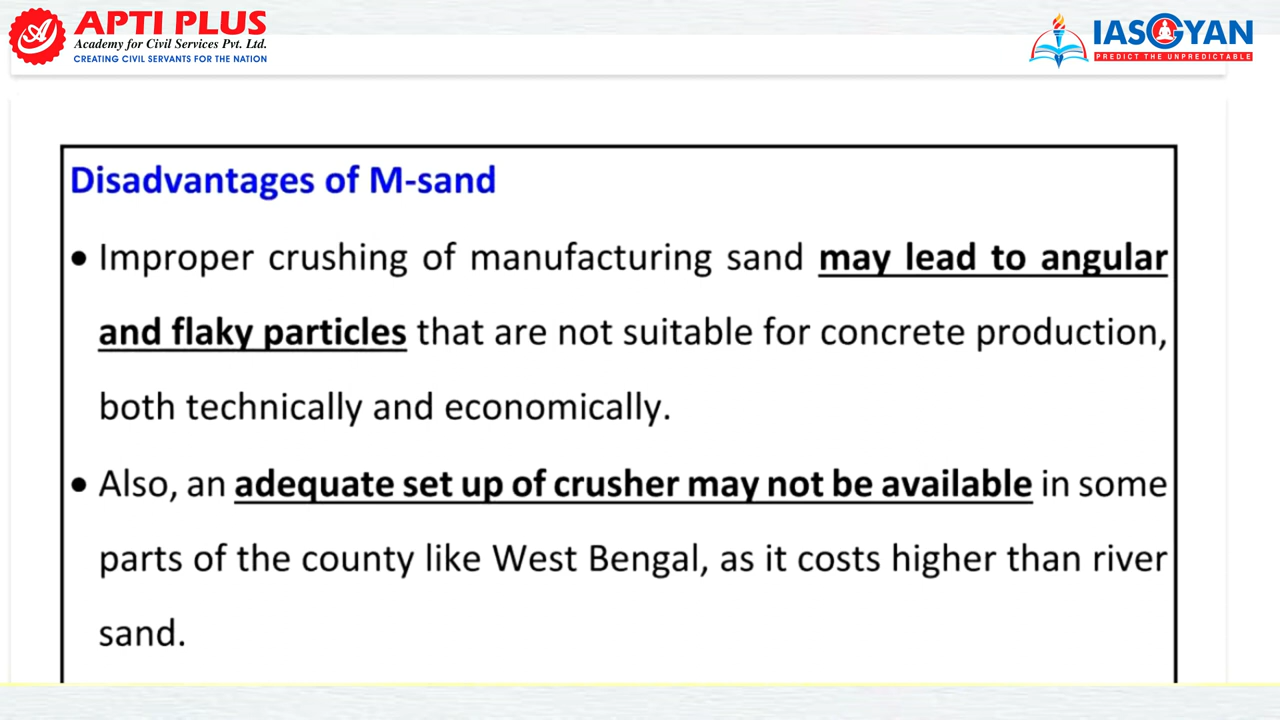 APTI PLUS
Academy for Civil Services Pvt. Ltd.
CREATING CIVIL SERVANTS FOR THE NATION
IASGYAN
PREDICT THE UNPREDICTABLE
Disadvantages of M-sand
• Improper crushing of manufacturing sand may lead to angular
and flaky particles that are not suitable for concrete production,
both technically and economically.
• Also, an adequate set up of crusher may not be available in some
parts of the county like West Bengal, as it costs higher than river
sand.